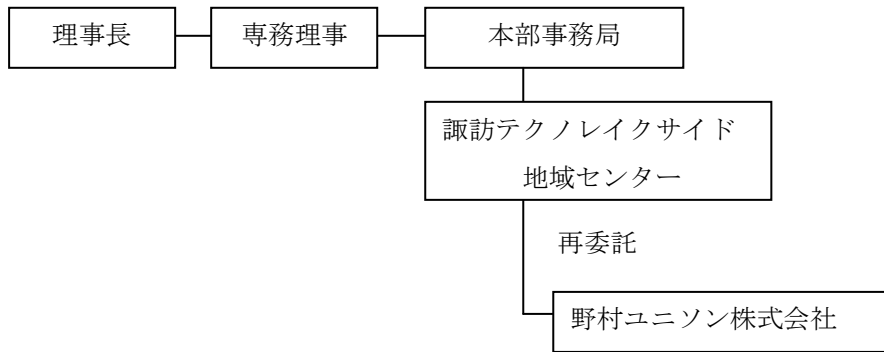 理事長
専務理事
本部事務局
諏訪テクノレイクサイド
地域センター
再委託
野村ユニソン株式会社